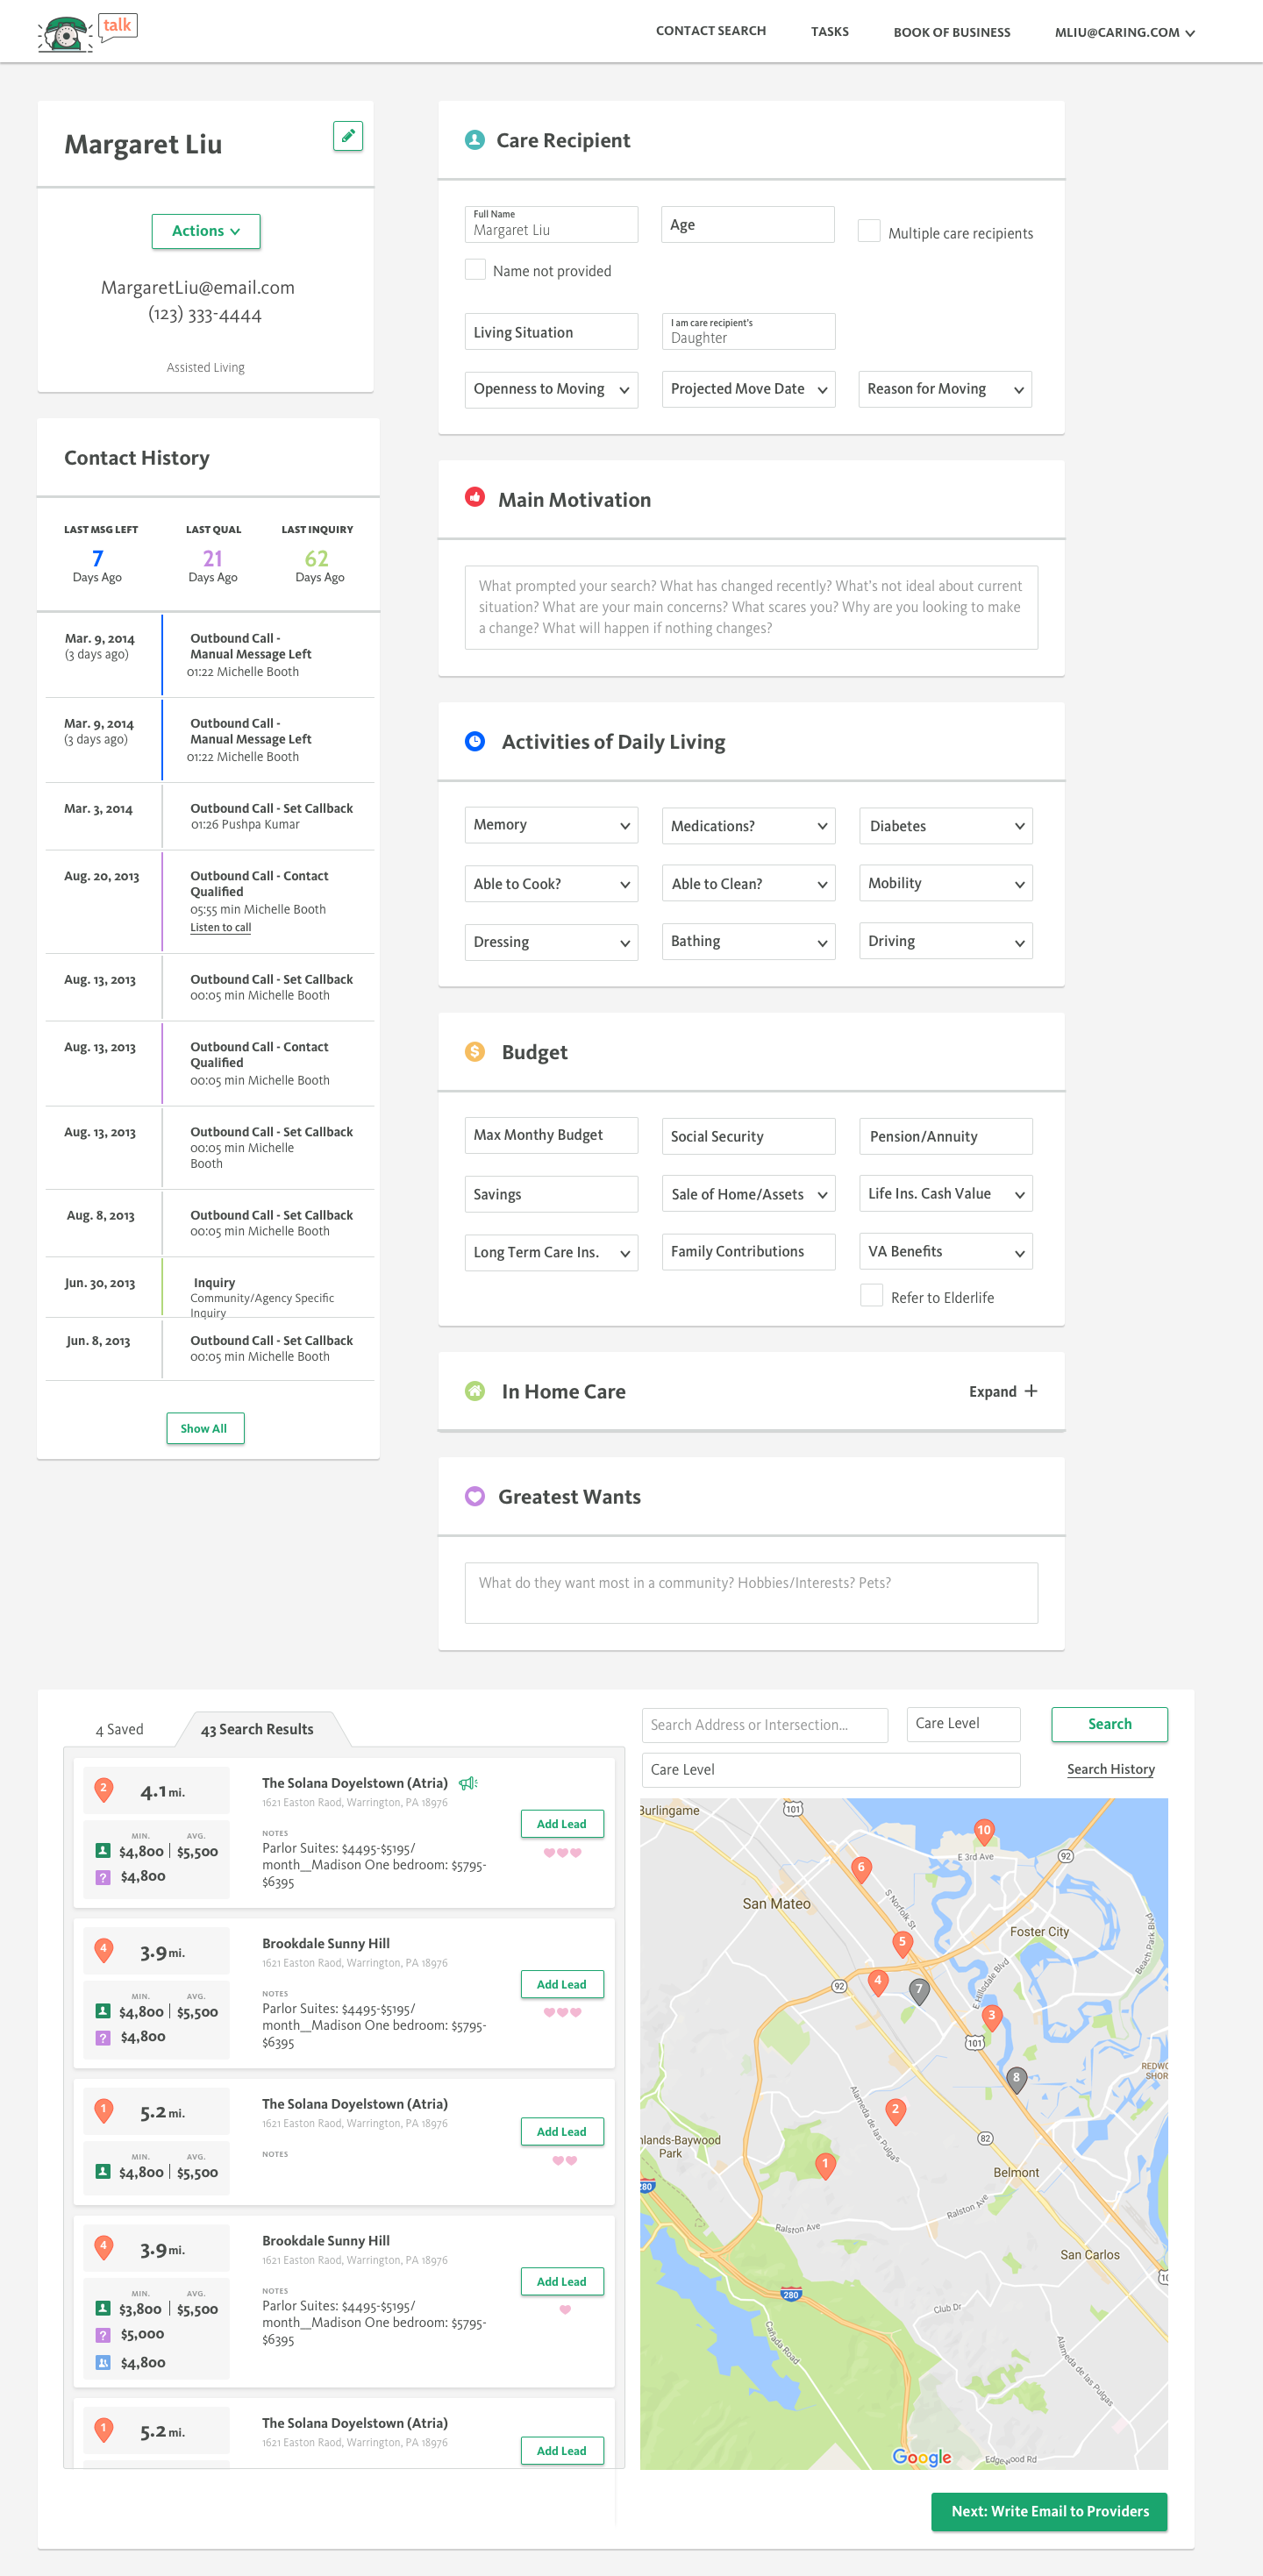 talk
CONTACT SEARCH
TASKS
BOOK OF BUSINESS
MLIU@CARING.COM
Margaret Liu
Actions
MargaretLiu@email.com
(123) 333-4444
Assisted Living
Contact History
LAST MSG LEFT
LAST QUAL
LAST INQUIRY
7
21
62
Days Ago
Days Ago
Days Ago
Mar. 9, 2014
(3 days ago)
Outbound Call -
Manual Message Left
01:22 Michelle Booth
Mar. 9, 2014
(3 days ago)
Outbound Call -
Manual Message Left
01:22 Michelle Booth
Mar. 3, 2014
Outbound Call - Set Callback
01:26 Pushpa Kumar
Aug. 20, 2013
Outbound Call - Contact
Qualified
05:55 min Michelle Booth
Listen to call
Aug. 13, 2013
Outbound Call - Set Callback
00:05 min Michelle Booth
Aug. 13, 2013
Outbound Call - Contact
Qualified
00:05 min Michelle Booth
Aug. 13, 2013
Outbound Call - Set Callback
00:05 min Michelle
Booth
Aug. 8, 2013
Outbound Call - Set Callback
00:05 min Michelle Booth
Jun. 30, 2013
Inquiry
Community/Agency Specific
Inquiry
Jun. 8, 2013
Outbound Call - Set Callback
00:05 min Michelle Booth
Show All
Care Recipient
Full Name
Margaret Liu
Age
Multiple care recipients
Name not provided
Living Situation
I am care recipient's
Daughter
Openness to Moving
Projected Move Date
Reason for Moving
Main Motivation
What prompted your search? What has changed recently? What's not ideal about current
situation? What are your main concerns? What scares you? Why are you looking to make
a change? What will happen if nothing changes?
Activities of Daily Living
Memory
Medications?
Diabetes
Able to Cook?
Able to Clean?
Mobility
Dressing
Bathing
Driving
$
Budget
Max Monthy Budget
Social Security
Pension/Annuity
Savings
Sale of Home/Assets
Life Ins. Cash Value
Long Term Care Ins.
Family Contributions
VA Benefits
Refer to Elderlife
In Home Care
Expand +
Greatest Wants
What do they want most in a community? Hobbies/Interests? Pets?
4 Saved
43 Search Results
2
4.1 mi.
MIN.
AVG.
$4,800 | $5,500
?
$4,800
The Solana Doyelstown (Atria)
1621 Easton Raod, Warrington, PA 18976
NOTES
Parlor Suites: $4495-$5195/
month__Madison One bedroom: $5795-
$6395
Add Lead
4
3.9 mi.
MIN.
AVG.
$4,800 | $5,500
?
$4,800
Brookdale Sunny Hill
1621 Easton Raod, Warrington, PA 18976
NOTES
Parlor Suites: $4495-$5195/
month__Madison One bedroom: $5795-
$6395
Add Lead
1
5.2 mi.
MIN.
AVG.
$4,800 | $5,500
The Solana Doyelstown (Atria)
1621 Easton Raod, Warrington, PA 18976
NOTES
Add Lead
4
3.9 mi.
MIN.
AVG.
$3,800 | $5,500
?
$5,000
$4,800
Brookdale Sunny Hill
1621 Easton Raod, Warrington, PA 18976
NOTES
Parlor Suites: $4495-$5195/
month__Madison One bedroom: $5795-
$6395
Add Lead
1
5.2 mi.
The Solana Doyelstown (Atria)
1621 Easton Raod, Warrington, PA 18976
Add Lead
Search Address or Intersection...
Care Level
Search
Care Level
Search History
Burlingame
101
10
E 3rd Ave
92
6
San Mateo
N Norfolk St
Beach Park Blvd
5
Foster City
4
92
7
E Hillsdale Blvd
3
101
8
REDWO
SHOR
Alameda de las Pulgas
2
82
hlands-Baywood
Park
1
Belmont
280
Ralston Ave
Ralston Ave
San Carlos
280
10
Club Dr
Cañada Road
Alameda de las Pulgas
Google
Edgewood Rd
Next: Write Email to Providers